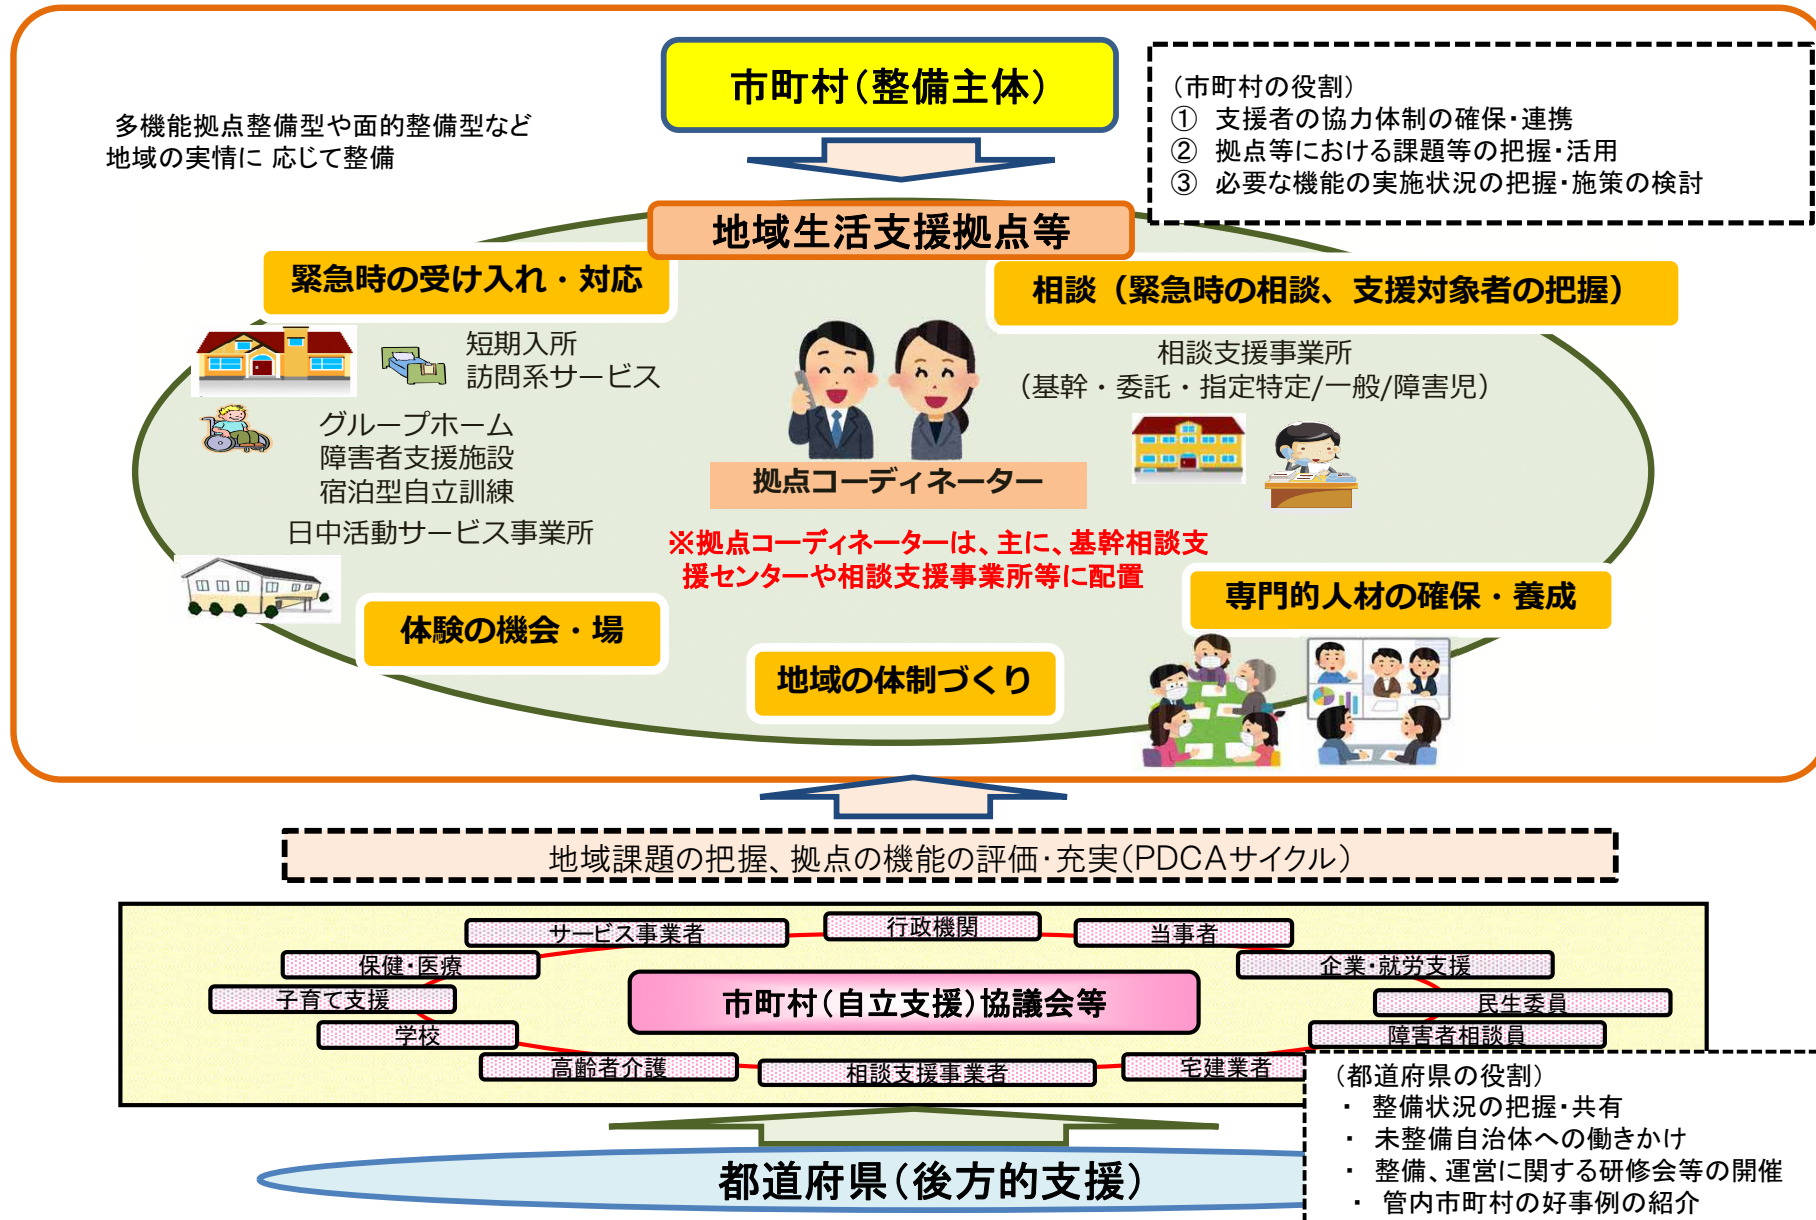 市町村（整備主体）
（市町村の役割）
① 支援者の協力体制の確保・連携
② 拠点等における課題等の把握・活用
③ 必要な機能の実施状況の把握・施策の検討
多機能拠点整備型や面的整備型など
地域の実情に 応じて整備
地域生活支援拠点等
緊急時の受け入れ・対応
相談（緊急時の相談、支援対象者の把握）
短期入所
訪問系サービス
相談支援事業所
（基幹・委託・指定特定/一般/障害児）
グループホーム
障害者支援施設
宿泊型自立訓練
日中活動サービス事業所
拠点コーディネーター
※拠点コーディネーターは、主に、基幹相談支
援センターや相談支援事業所等に配置
専門的人材の確保・養成
体験の機会・場
地域の体制づくり
地域課題の把握、拠点の機能の評価・充実（PDCAサイクル）
サービス事業者
行政機関
当事者
保健・医療
企業・就労支援
子育て支援
市町村（自立支援）協議会等
民生委員
学校
障害者相談員
高齢者介護
相談支援事業者
宅建業者
（都道府県の役割）
・ 整備状況の把握・共有
・ 未整備自治体への働きかけ
・ 整備、運営に関する研修会等の開催
・ 管内市町村の好事例の紹介
都道府県（後方的支援）